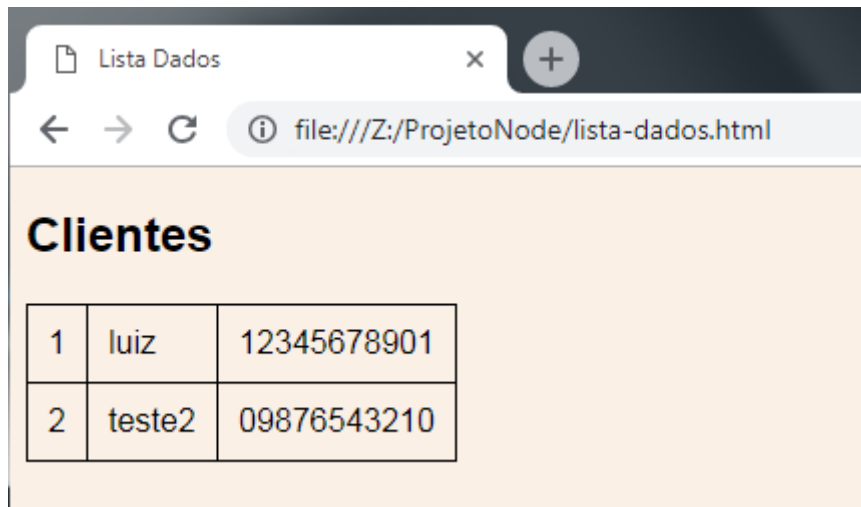 Lista Dados
file:///Z:/ProjetoNode/lista-dados.html
Clientes
1 luiz 12345678901
2 teste2 09876543210